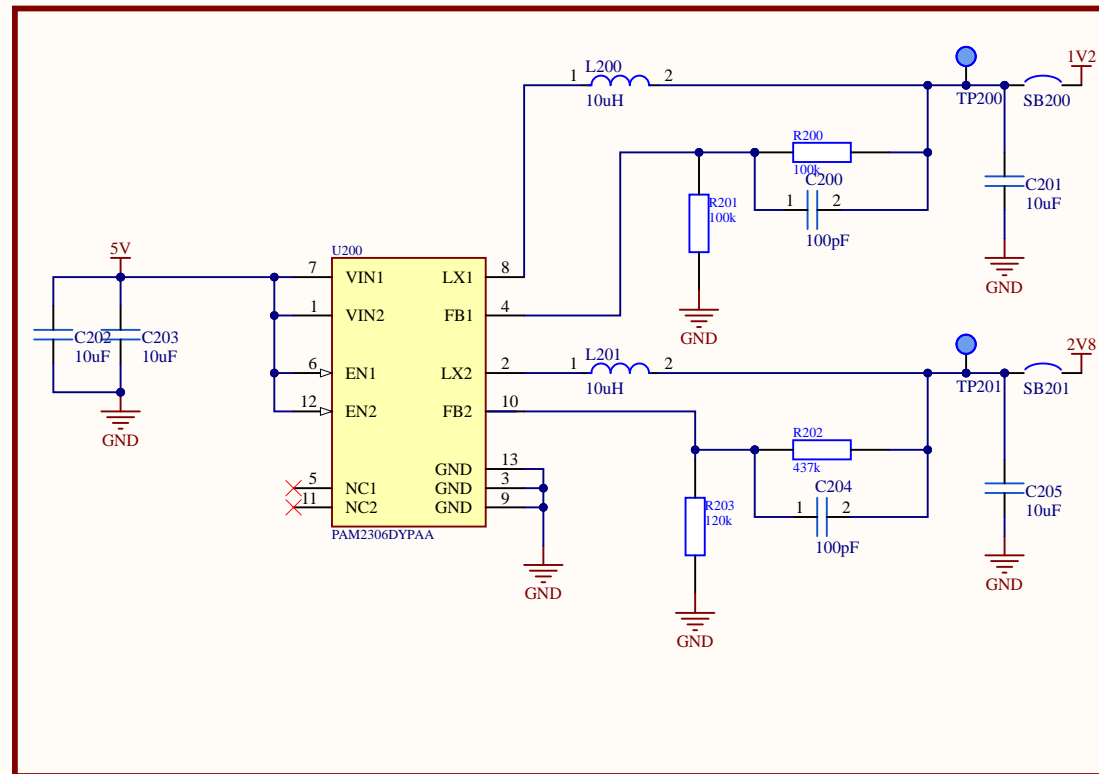 L200
1
2
10uH
TP200
SB200
1V2
R200
100k
C200
1
2
100pF
R201
100k
GND
C201
10uF
GND
5V
C202
10uF
C203
10uF
GND
U200
7
VIN1
LX1
8
1
VIN2
FB1
4
6
EN1
LX2
2
12
EN2
FB2
10
GND
13
5
NC1
GND
3
11
NC2
GND
9
PAM2306DYPAA
GND
L201
1
2
10uH
TP201
SB201
2V8
R202
437k
C204
1
2
100pF
R203
120k
GND
C205
10uF
GND